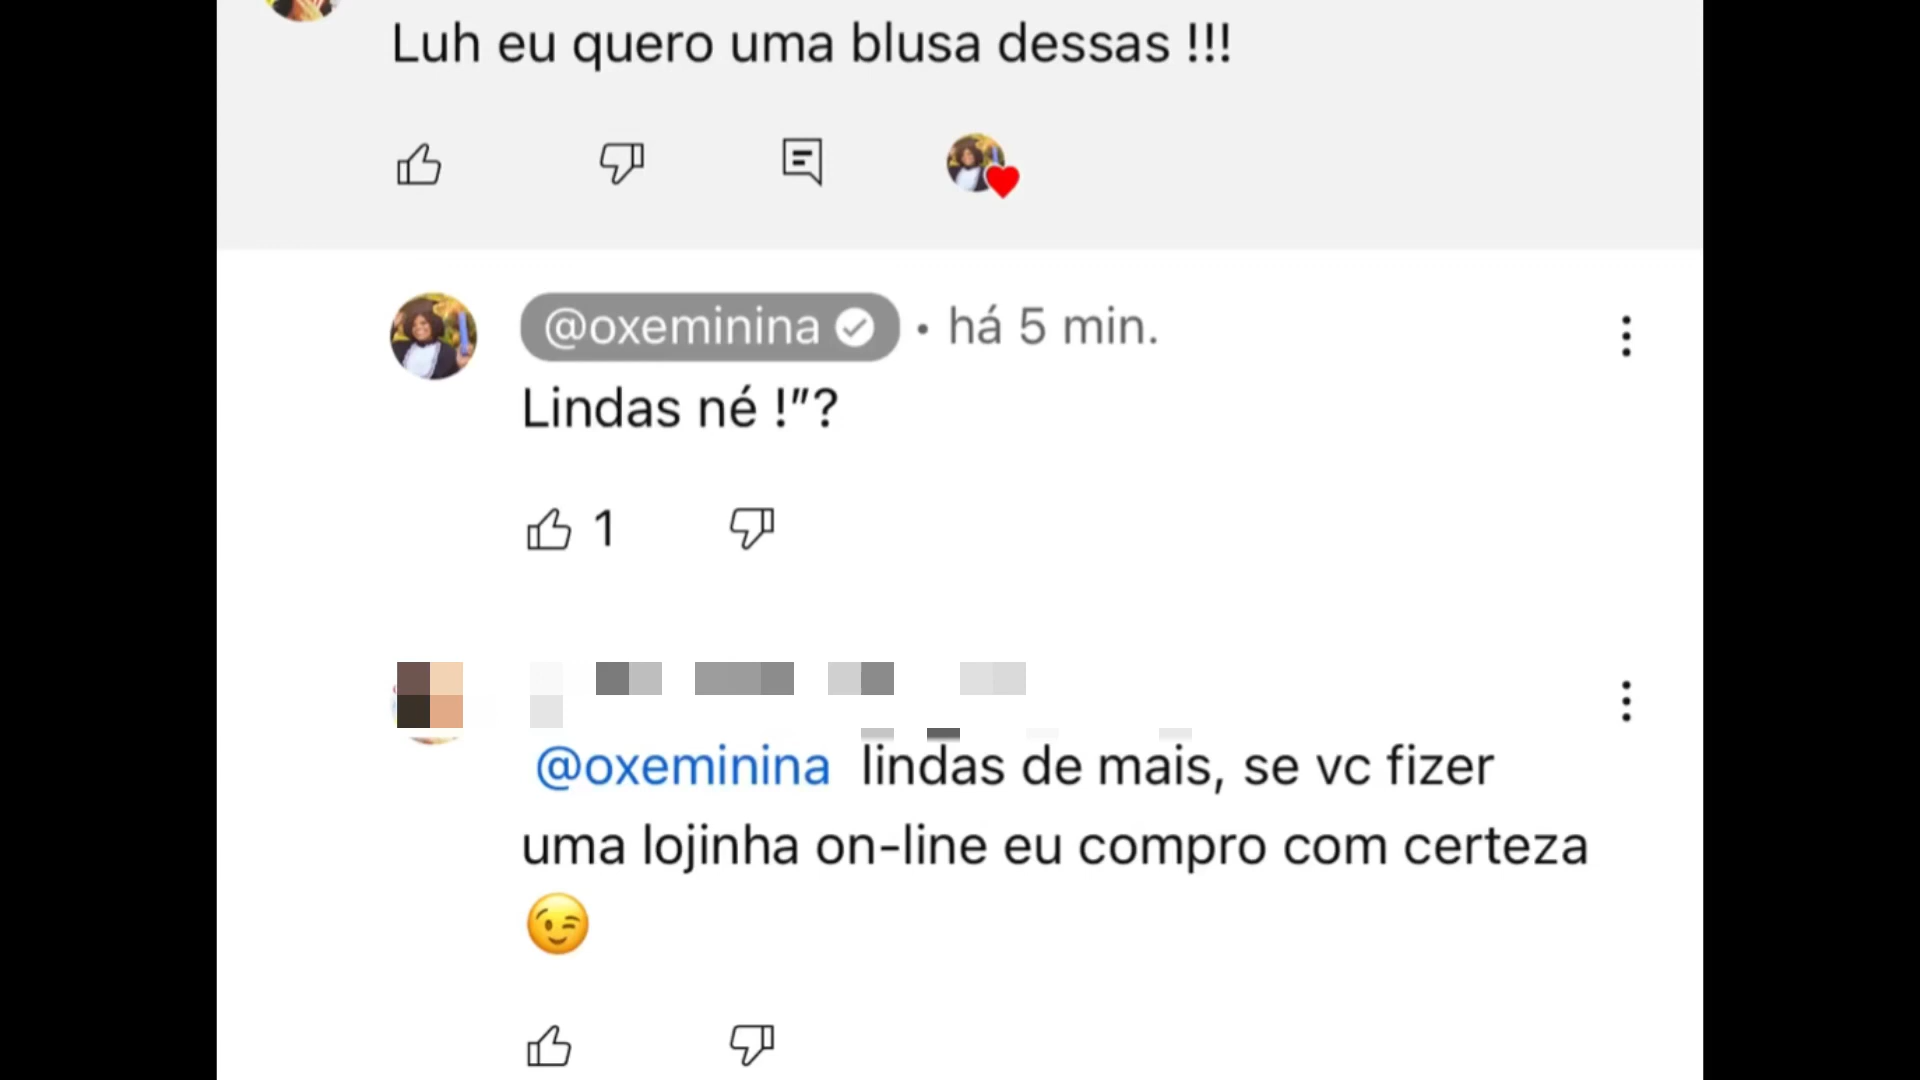 Luh eu quero uma blusa dessas !!!
@oxeminina • há 5 min.
Lindas né !”?
1
@oxeminina lindas de mais, se vc fizer
uma lojinha on-line eu compro com certeza
😉